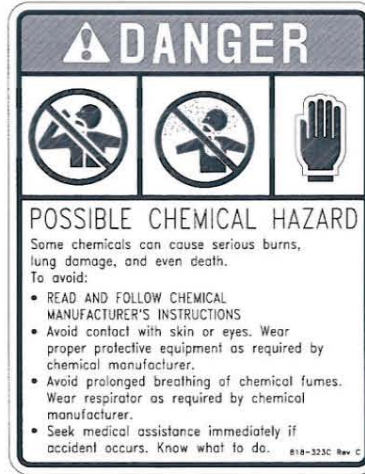 DANGER
POSSIBLE CHEMICAL HAZARD
Some chemicals can cause serious burns,
lung damage, and even death.
To avoid:
• READ AND FOLLOW CHEMICAL
MANUFACTURER'S INSTRUCTIONS
• Avoid contact with skin or eyes. Wear
proper protective equipment as required by
chemical manufacturer.
• Avoid prolonged breathing of chemical fumes.
Wear respirator as required by chemical
manufacturer.
• Seek medical assistance immediately if
accident occurs. Know what to do. 818-323C Rev C